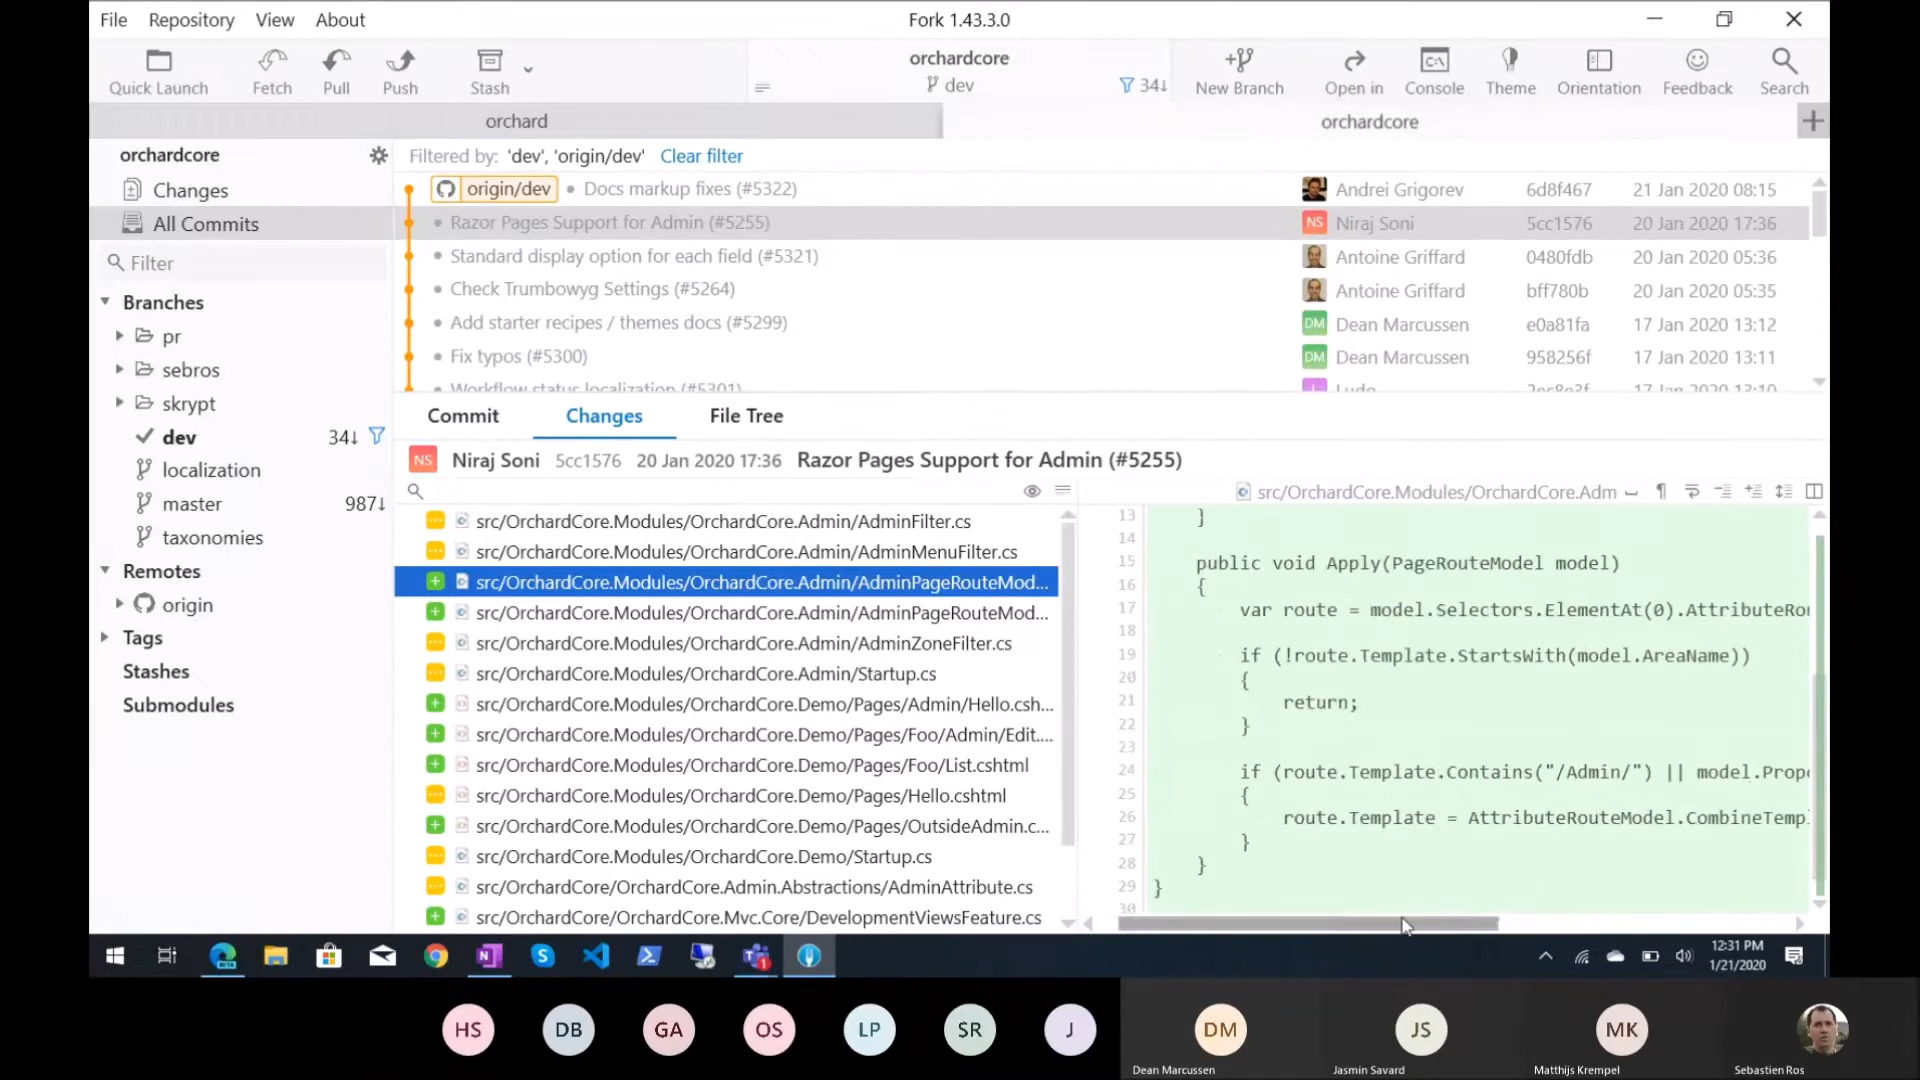 File Repository View About
Fork 1.43.3.0
Quick Launch Fetch Pull Push Stash
orchardcore
dev
34↓
New Branch Open in Console Theme Orientation Feedback Search
orchard
orchardcore
orchardcore
Changes
All Commits
Filter
Branches
pr
sebros
skrypt
dev 34↓
localization
master 987↓
taxonomies
Remotes
origin
Tags
Stashes
Submodules
Filtered by: 'dev', 'origin/dev' Clear filter
origin/dev Docs markup fixes (#5322) Andrei Grigorev 6d8f467 21 Jan 2020 08:15
Razor Pages Support for Admin (#5255) NS Niraj Soni 5cc1576 20 Jan 2020 17:36
Standard display option for each field (#5321) Antoine Griffard 0480fdb 20 Jan 2020 05:36
Check Trumbowyg Settings (#5264) Antoine Griffard bff780b 20 Jan 2020 05:35
Add starter recipes / themes docs (#5299) DM Dean Marcussen e0a81fa 17 Jan 2020 13:12
Fix typos (#5300) DM Dean Marcussen 958256f 17 Jan 2020 13:11
Workflow status localization (#5301) 17 Jan 2020 13:10
Commit Changes File Tree
NS Niraj Soni 5cc1576 20 Jan 2020 17:36 Razor Pages Support for Admin (#5255)
src/OrchardCore.Modules/OrchardCore.Admin/AdminFilter.cs
src/OrchardCore.Modules/OrchardCore.Admin/AdminMenuFilter.cs
src/OrchardCore.Modules/OrchardCore.Admin/AdminPageRouteMod...
src/OrchardCore.Modules/OrchardCore.Admin/AdminPageRouteMod...
src/OrchardCore.Modules/OrchardCore.Admin/AdminZoneFilter.cs
src/OrchardCore.Modules/OrchardCore.Admin/Startup.cs
src/OrchardCore.Modules/OrchardCore.Demo/Pages/Admin/Hello.csh...
src/OrchardCore.Modules/OrchardCore.Demo/Pages/Foo/Admin/Edit....
src/OrchardCore.Modules/OrchardCore.Demo/Pages/Foo/List.cshtml
src/OrchardCore.Modules/OrchardCore.Demo/Pages/Hello.cshtml
src/OrchardCore.Modules/OrchardCore.Demo/Pages/OutsideAdmin.c...
src/OrchardCore.Modules/OrchardCore.Demo/Startup.cs
src/OrchardCore/OrchardCore.Admin.Abstractions/AdminAttribute.cs
src/OrchardCore/OrchardCore.Mvc.Core/DevelopmentViewsFeature.cs
src/OrchardCore.Modules/OrchardCore.Adm
13 }
14
15 public void Apply(PageRouteModel model)
16 {
17 var route = model.Selectors.ElementAt(0).AttributeRou
18
19 if (!route.Template.StartsWith(model.AreaName))
20 {
21 return;
22 }
23
24 if (route.Template.Contains("/Admin/") || model.Prope
25 {
26 route.Template = AttributeRouteModel.CombineTempl
27 }
28 }
29 }
30
12:31 PM
1/21/2020
HS DB GA OS LP SR J DM JS MK
Dean Marcussen Jasmin Savard Matthijs Krempel Sebastien Ros